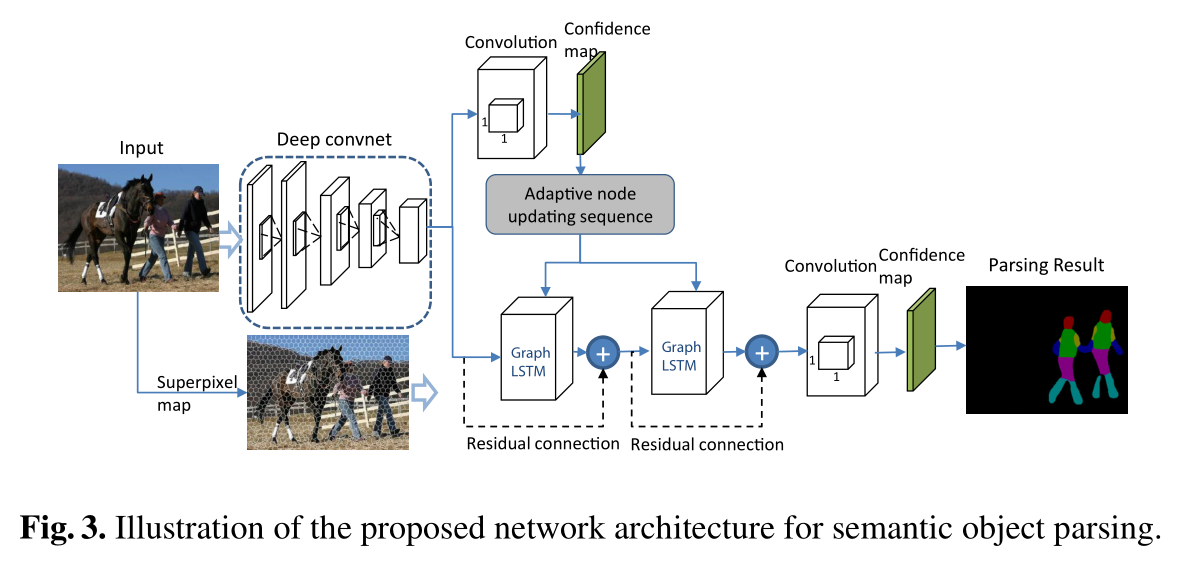 Confidence
map
Convolution
1
1
Deep convnet
Input
Adaptive node
updating sequence
Superpixel
map
Graph
LSTM
+
Graph
LSTM
+
Residual connection
Residual connection
Convolution
1
1
Confidence
map
Parsing Result
Fig. 3. Illustration of the proposed network architecture for semantic object parsing.